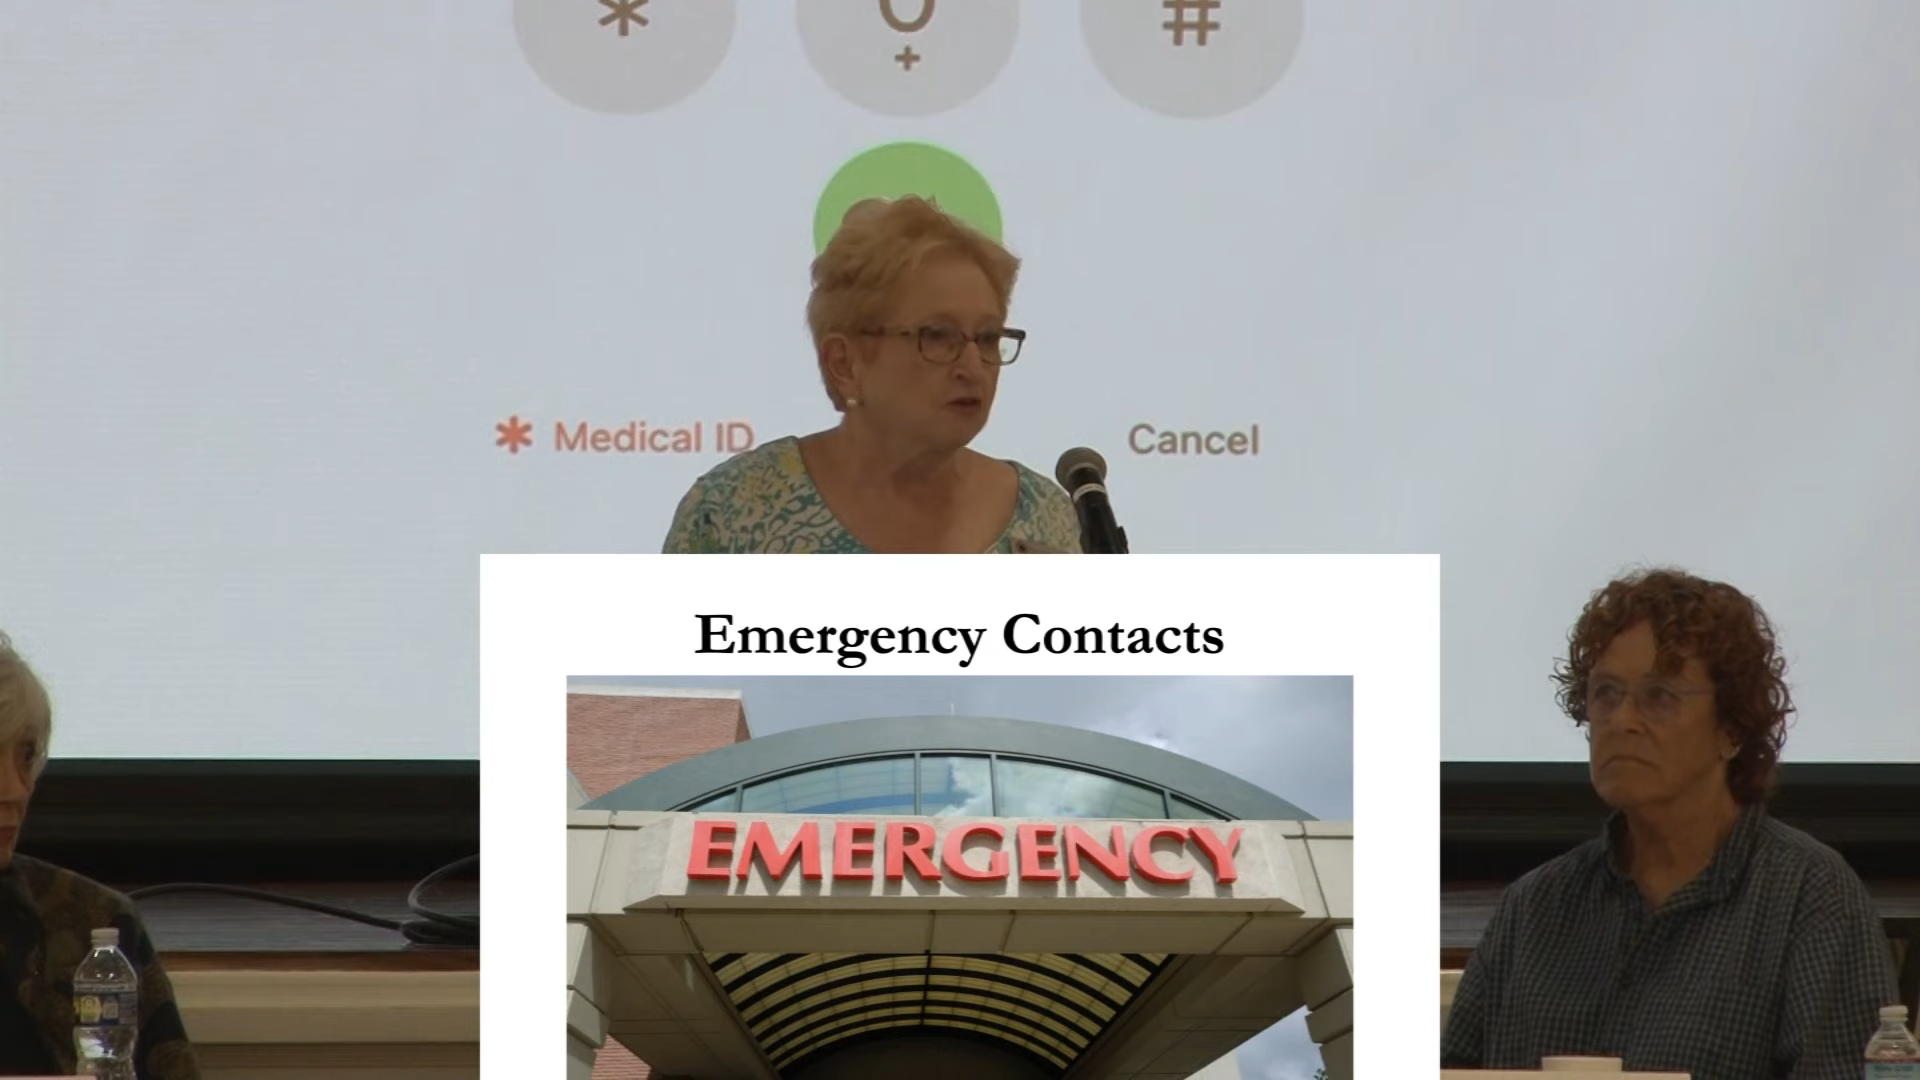 * 0 #
+
* Medical ID Cancel
Emergency Contacts
EMERGENCY